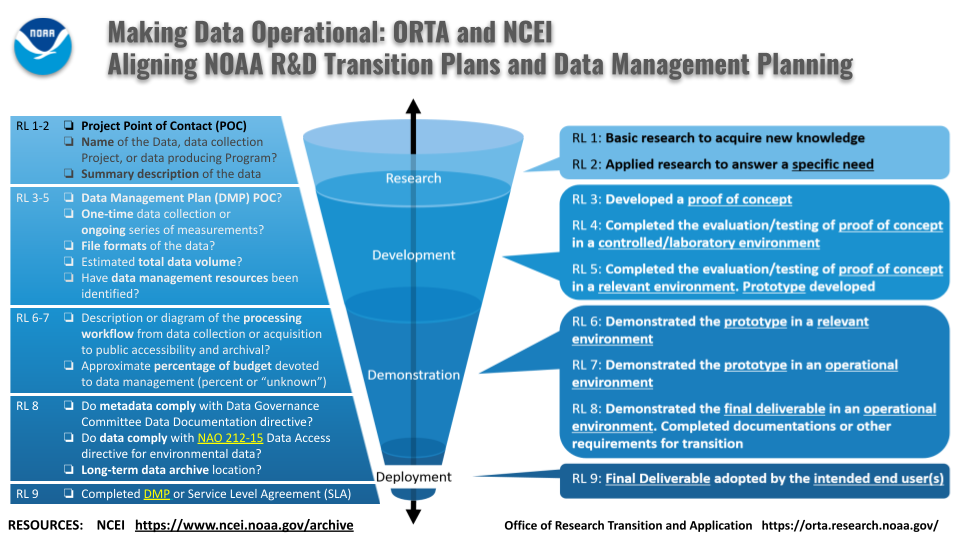 NOAA
Making Data Operational: ORTA and NCEI
Aligning NOAA R&D Transition Plans and Data Management Planning
RL 1-2 ❏ Project Point of Contact (POC)
❏ Name of the Data, data collection
Project, or data producing Program?
❏ Summary description of the data
RL 3-5 ❏ Data Management Plan (DMP) POC?
❏ One-time data collection or
ongoing series of measurements?
❏ File formats of the data?
❏ Estimated total data volume?
❏ Have data management resources been
identified?
RL 6-7 ❏ Description or diagram of the processing
workflow from data collection or acquisition
to public accessibility and archival?
❏ Approximate percentage of budget devoted
to data management (percent or “unknown”)
RL 8 ❏ Do metadata comply with Data Governance
Committee Data Documentation directive?
❏ Do data comply with NAO 212-15 Data Access
directive for environmental data?
❏ Long-term data archive location?
RL 9 ❏ Completed DMP or Service Level Agreement (SLA)
Research
Development
Demonstration
Deployment
RL 1: Basic research to acquire new knowledge
RL 2: Applied research to answer a specific need
RL 3: Developed a proof of concept
RL 4: Completed the evaluation/testing of proof of concept
in a controlled/laboratory environment
RL 5: Completed the evaluation/testing of proof of concept
in a relevant environment. Prototype developed
RL 6: Demonstrated the prototype in a relevant
environment
RL 7: Demonstrated the prototype in an operational
environment
RL 8: Demonstrated the final deliverable in an operational
environment. Completed documentations or other
requirements for transition
RL 9: Final Deliverable adopted by the intended end user(s)
RESOURCES: NCEI https://www.ncei.noaa.gov/archive
Office of Research Transition and Application https://orta.research.noaa.gov/